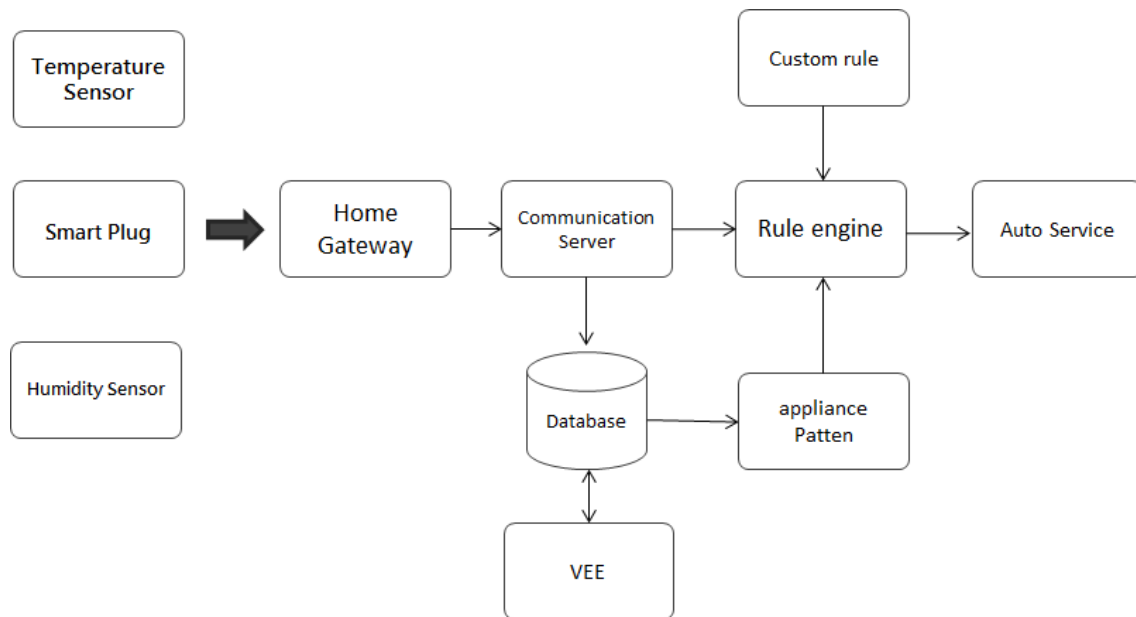 Temperature
Sensor
Custom rule
Smart Plug
Home
Gateway
Communication
Server
Rule engine
Auto Service
Humidity Sensor
Database
appliance
Patten
VEE